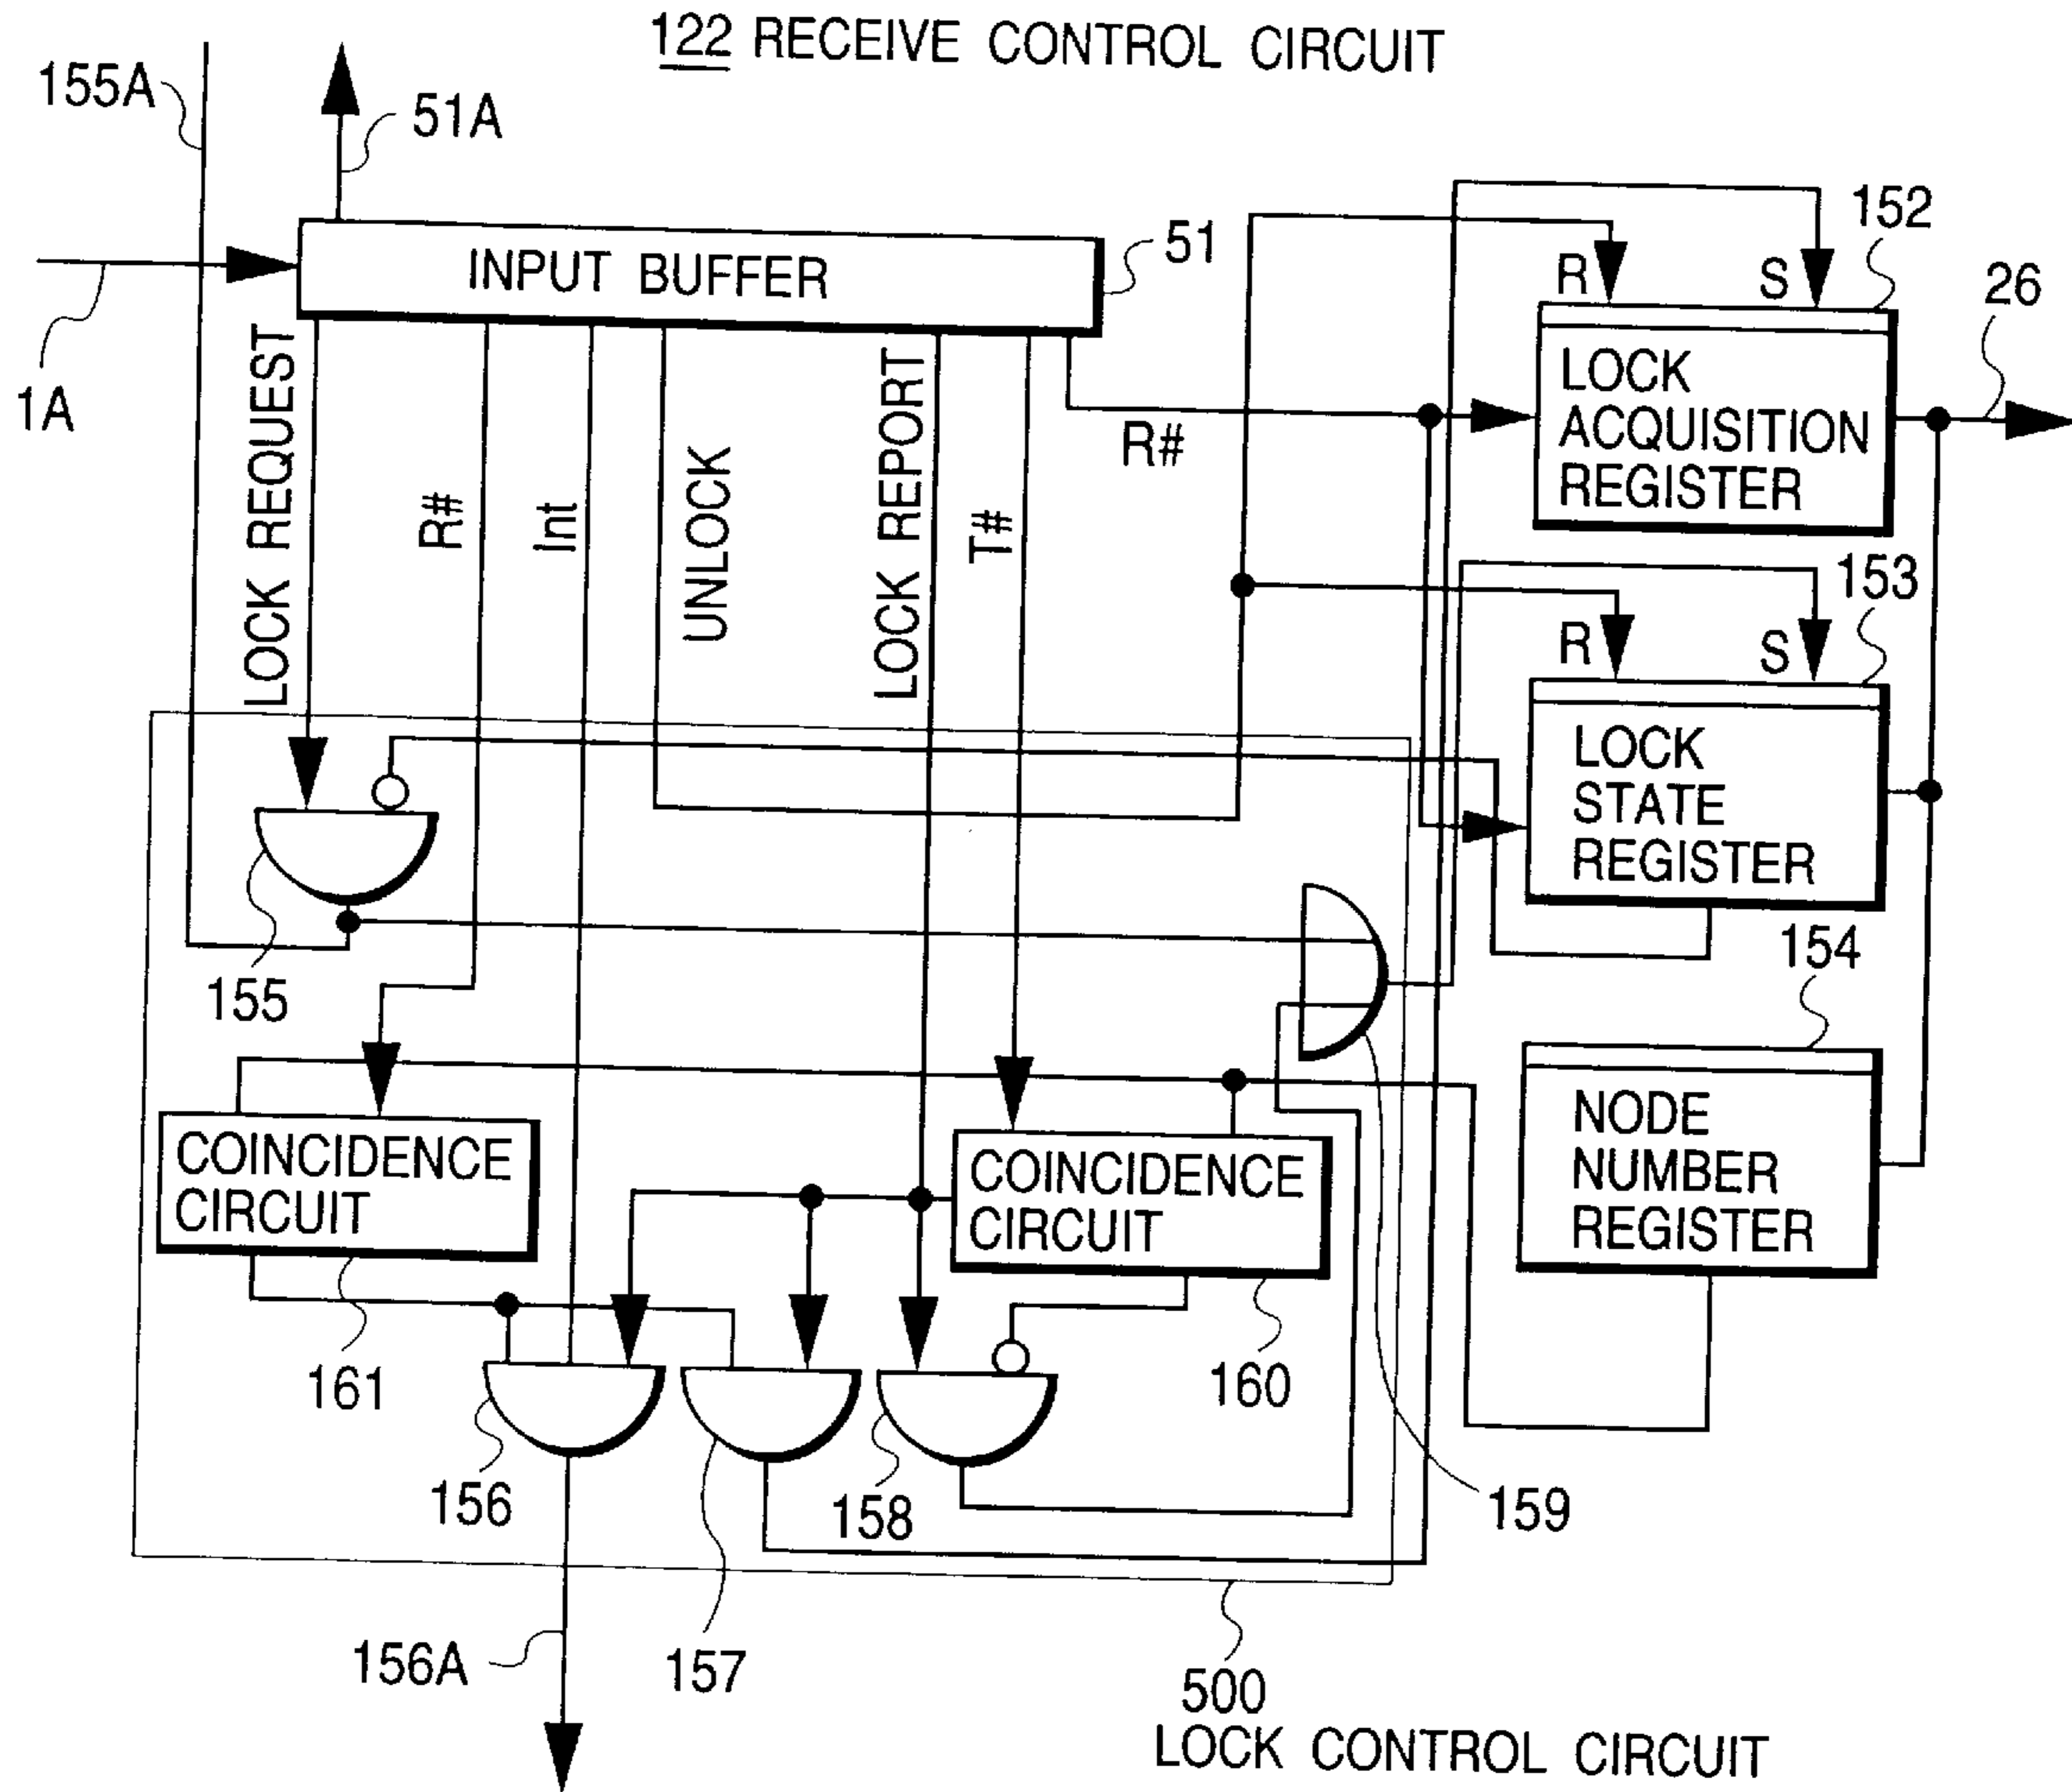 122 RECEIVE CONTROL CIRCUIT
155A
51A
INPUT BUFFER
51
1A
LOCK REQUEST
R#
Int
UNLOCK
LOCK REPORT
T#
R#
R
S
152
26
LOCK
ACQUISITION
REGISTER
R
S
153
LOCK
STATE
REGISTER
155
154
NODE
NUMBER
REGISTER
COINCIDENCE
CIRCUIT
COINCIDENCE
CIRCUIT
161
160
156
158
159
156A
157
500
LOCK CONTROL CIRCUIT